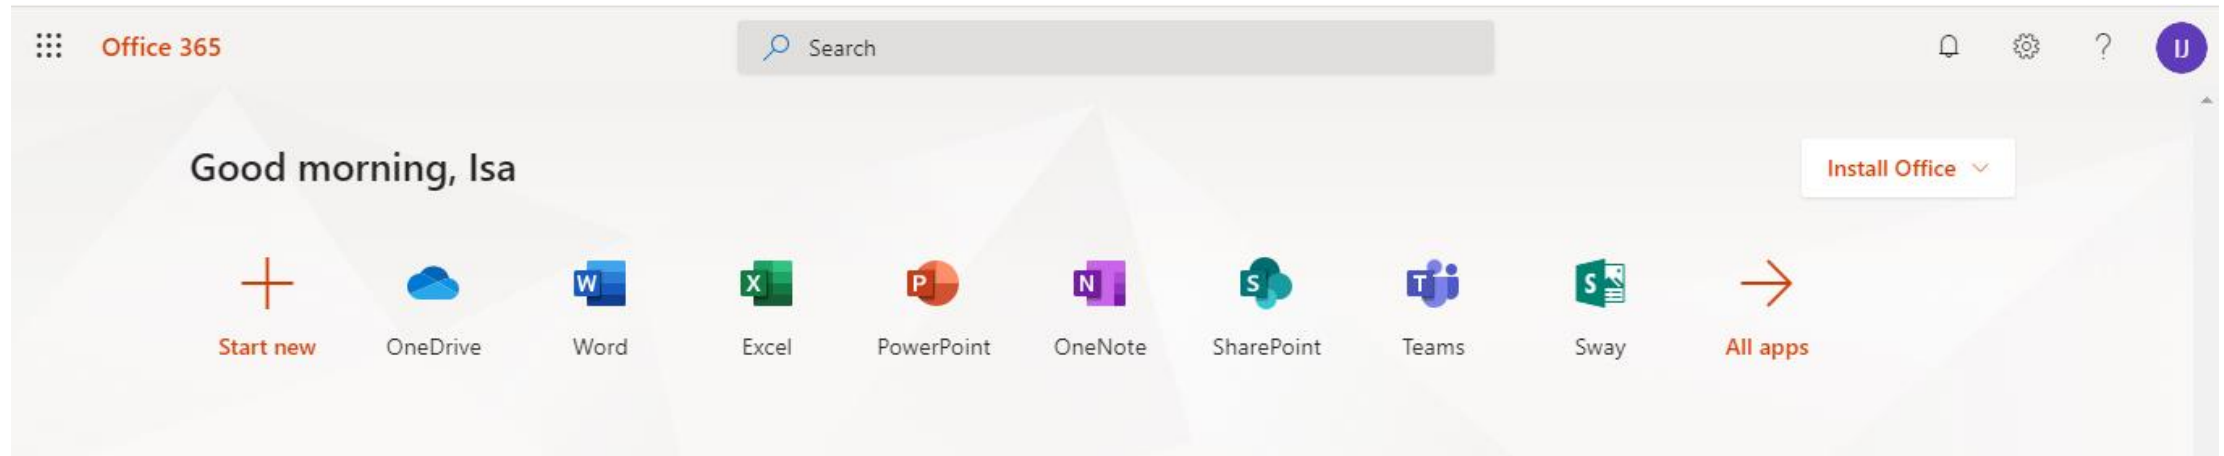 Office 365
Search
?
IJ
Good morning, Isa
Install Office
W X P N S T S
Start new OneDrive Word Excel PowerPoint OneNote SharePoint Teams Sway All apps